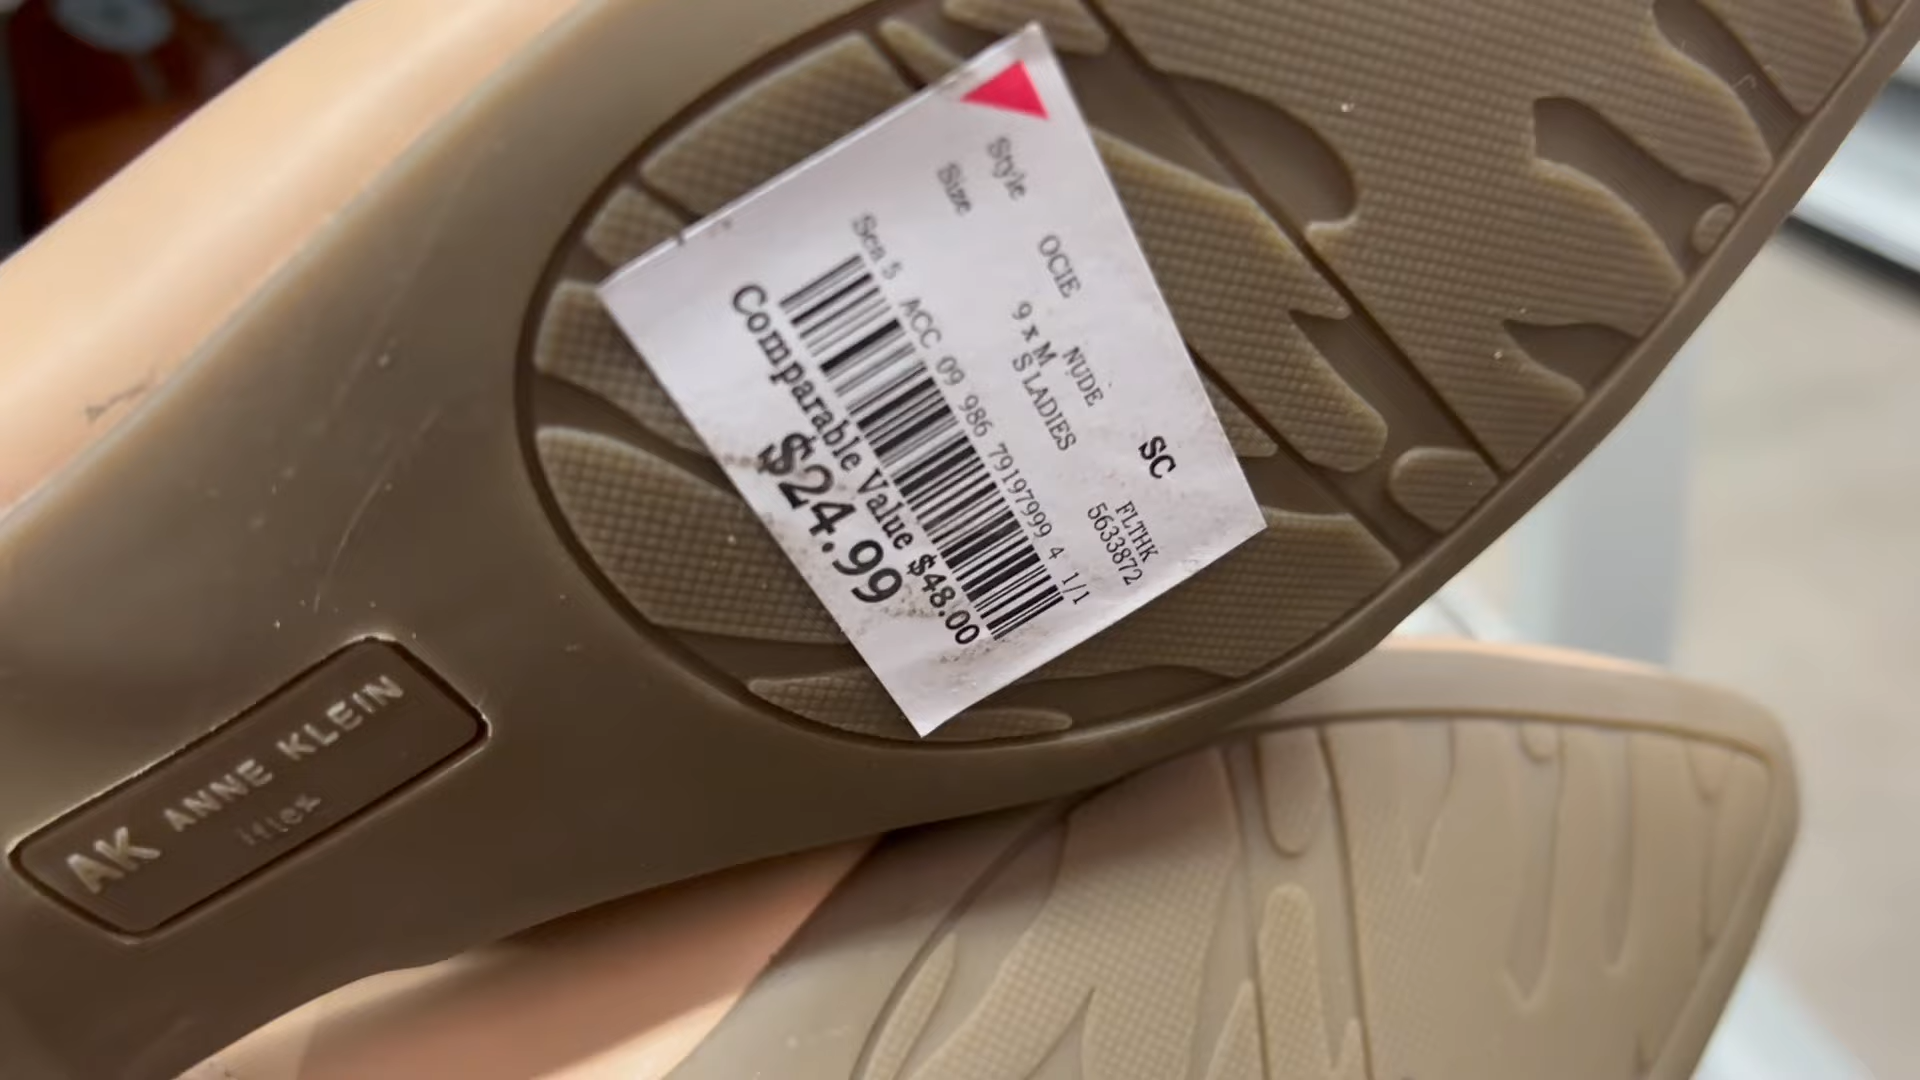 Style OCIE NUDE SC FLTHK
Size 9 x M S LADIES 5633872
Sea 5 ACC 09 986 79197999 4 1/1
Comparable Value $48.00
$24.99
AK ANNE KLEIN
iflex